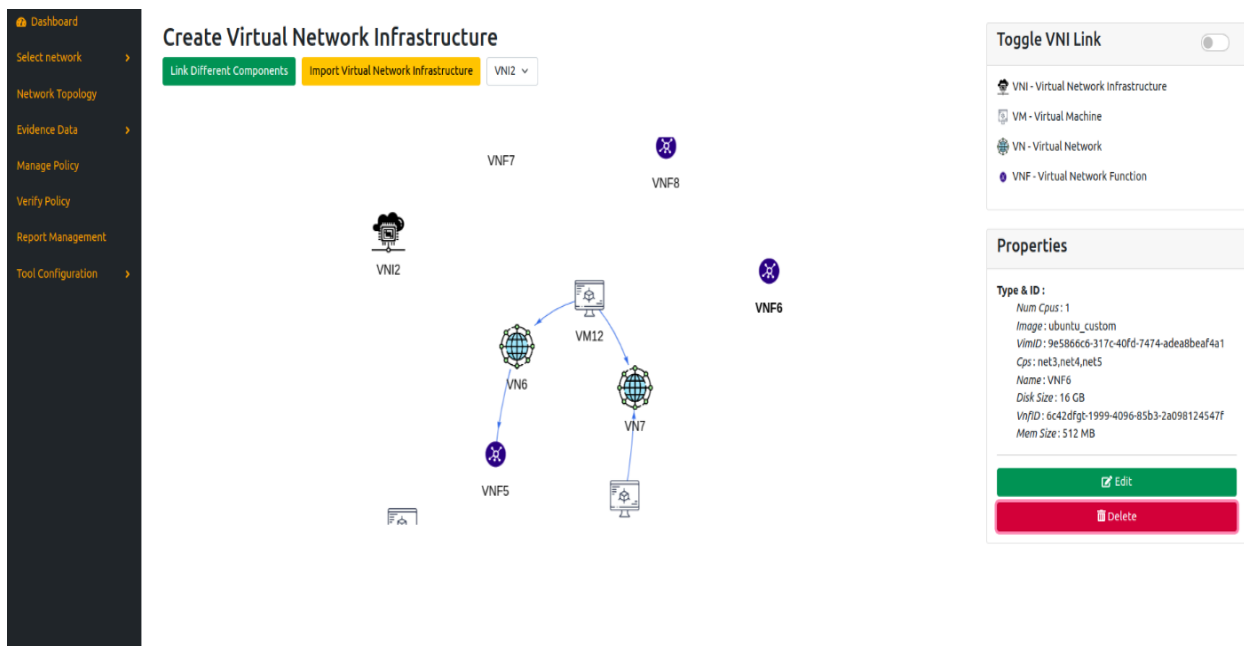 Dashboard
Select network
Network Topology
Evidence Data
Manage Policy
Verify Policy
Report Management
Tool Configuration
Create Virtual Network Infrastructure
Link Different Components
Import Virtual Network Infrastructure
VNI2
VNF7
VNF8
VNI2
VNF6
VM12
VN6
VN7
VNF5
Toggle VNI Link
VNI - Virtual Network Infrastructure
VM - Virtual Machine
VN - Virtual Network
VNF - Virtual Network Function
Properties
Type & ID :
Num Cpus : 1
Image : ubuntu_custom
VimID : 9e5866c6-317c-40fd-7474-adea8beaf4a1
Cps : net3,net4,net5
Name : VNF6
Disk Size : 16 GB
VnfID : 6c42dfgt-1999-4096-85b3-2a098124547f
Mem Size : 512 MB
Edit
Delete